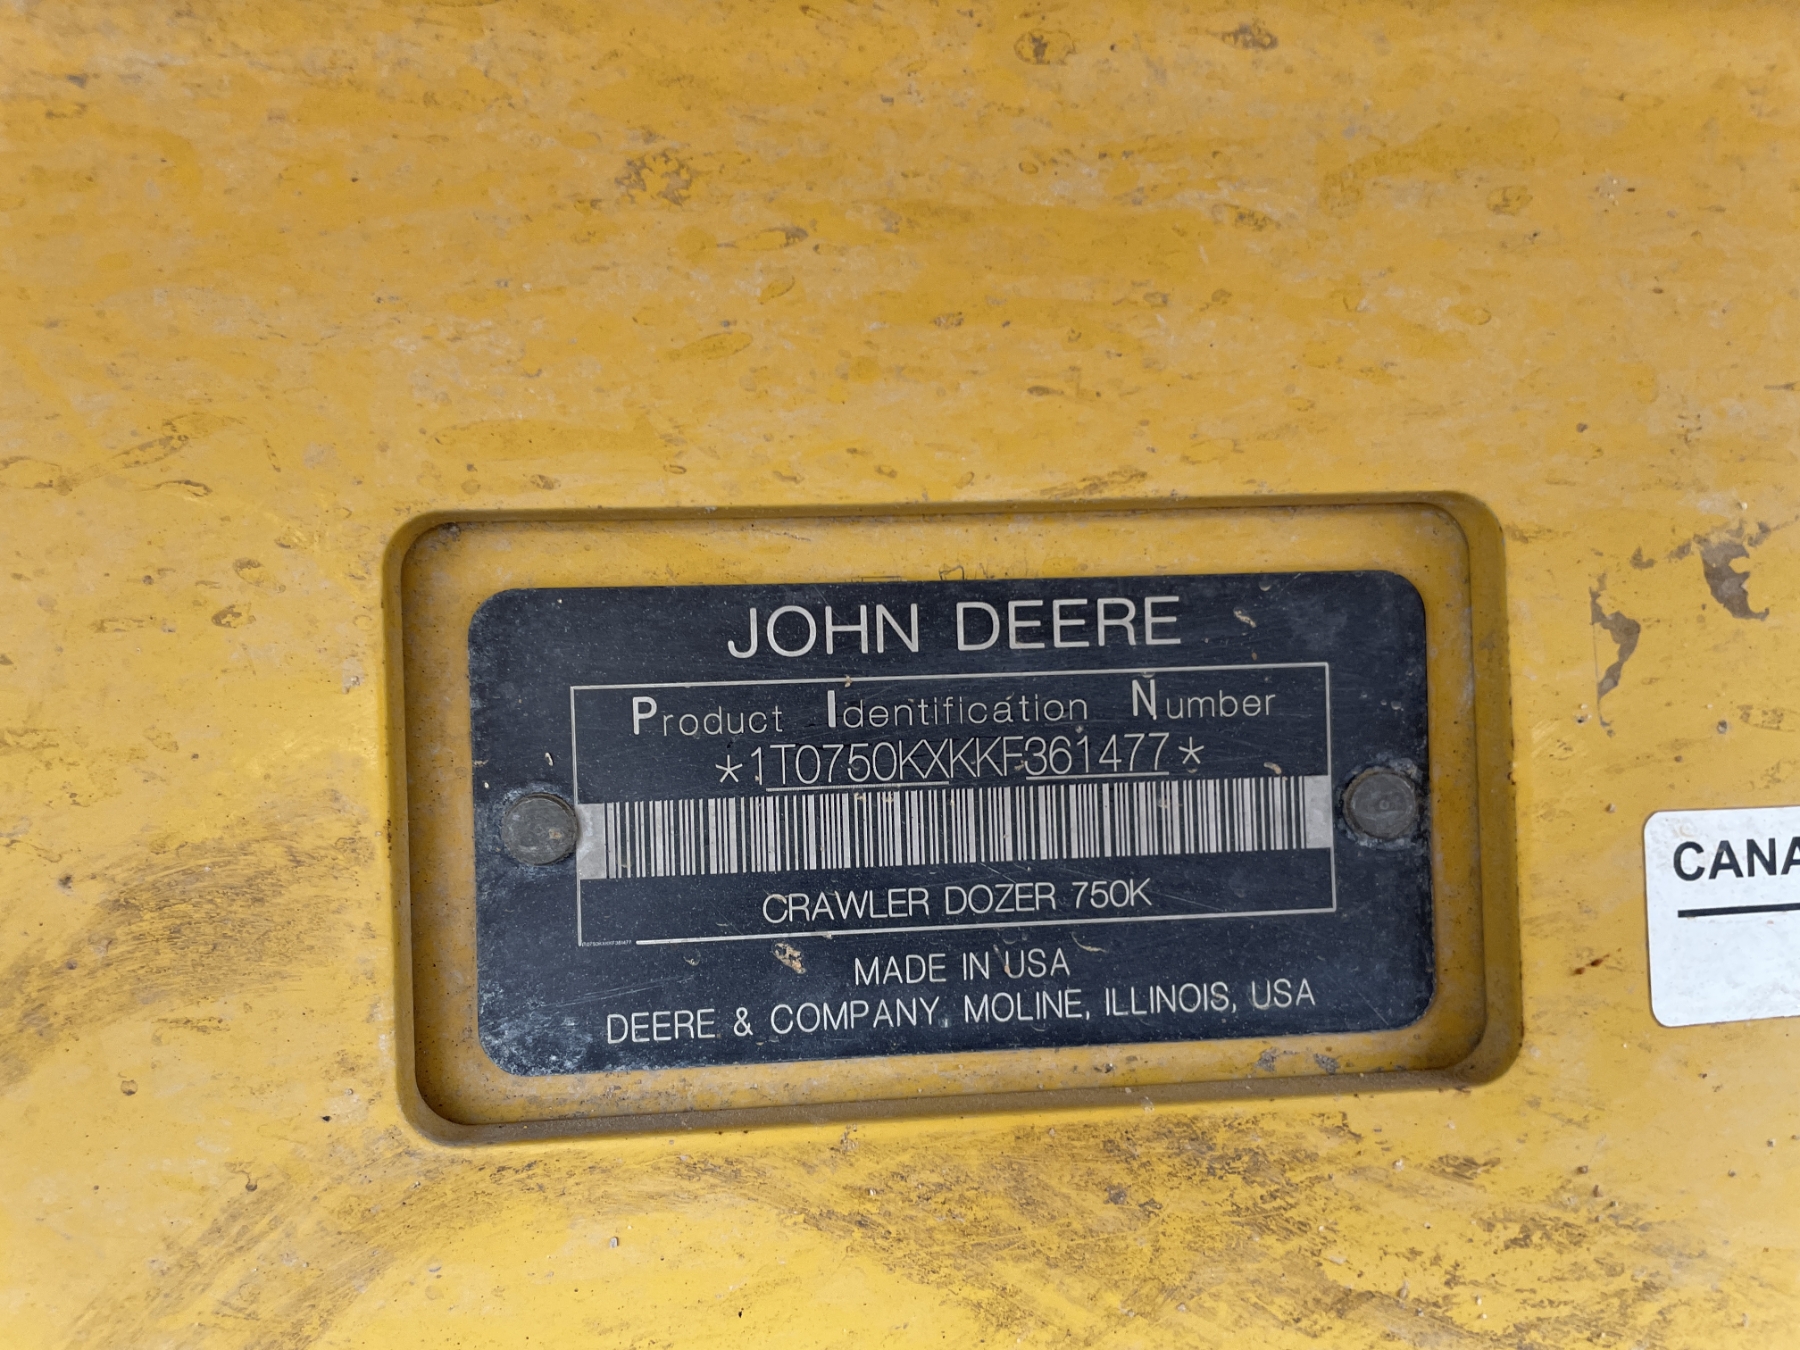 JOHN DEERE
Product Identification Number
*1T0750KXKKF361477*
CRAWLER DOZER 750K
MADE IN USA
DEERE & COMPANY, MOLINE, ILLINOIS, USA
CANA